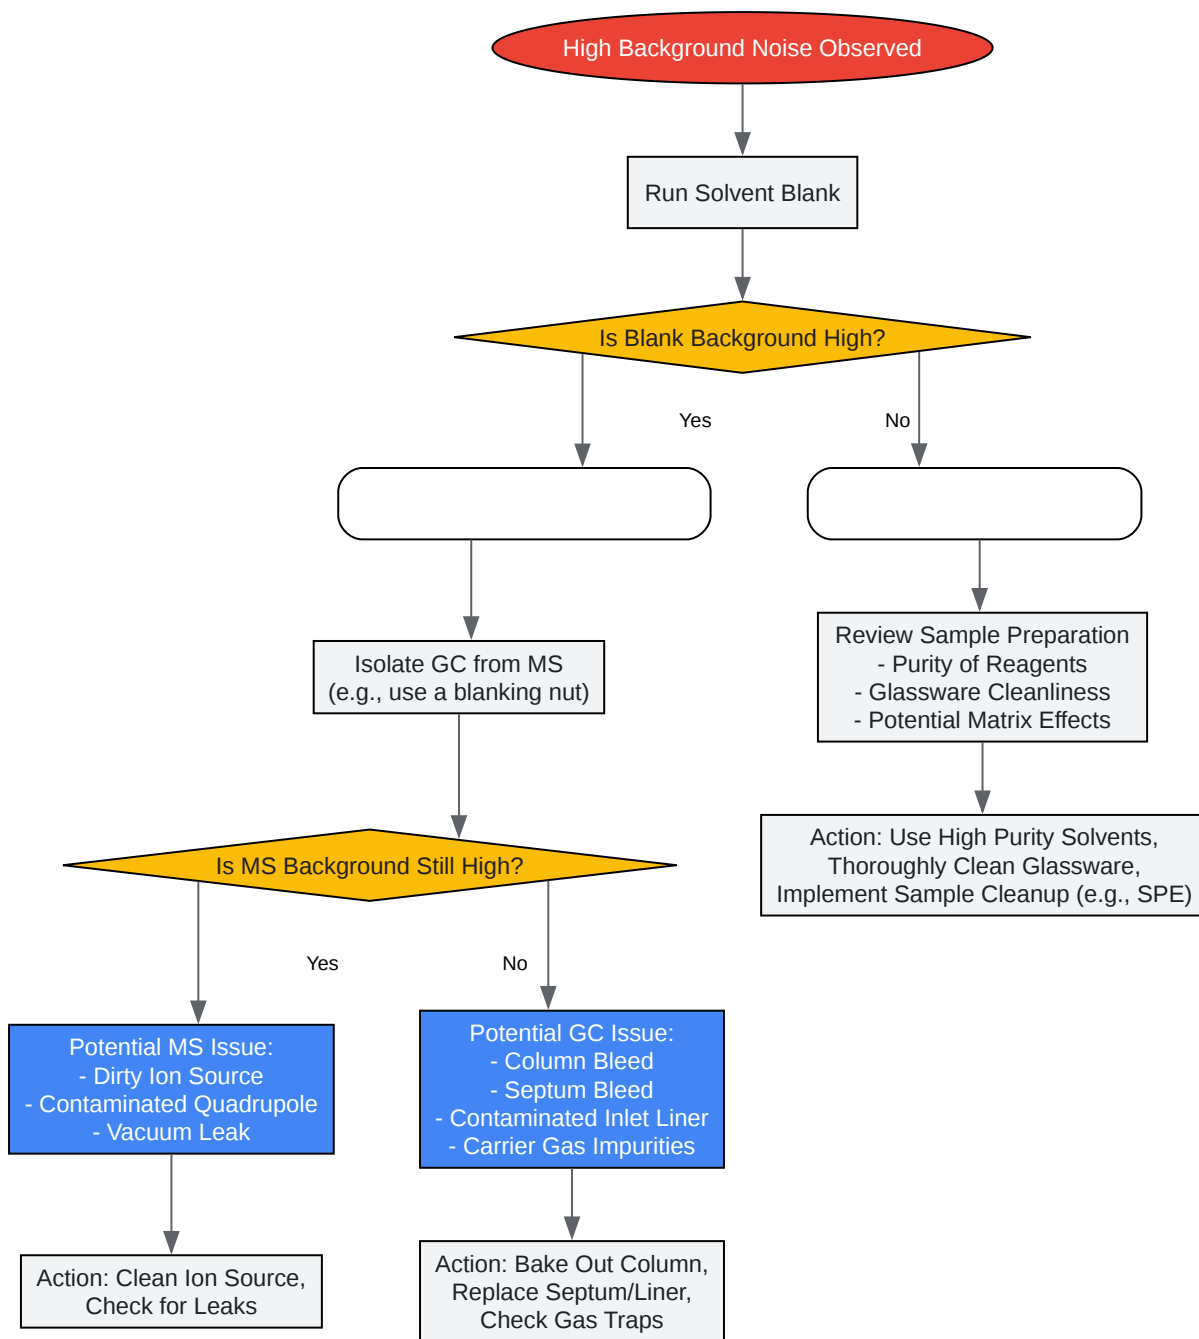 High Background Noise Observed
Run Solvent Blank
Is Blank Background High?
Yes
No
Isolate GC from MS
(e.g., use a blanking nut)
Review Sample Preparation
- Purity of Reagents
- Glassware Cleanliness
- Potential Matrix Effects
Is MS Background Still High?
Action: Use High Purity Solvents,
Thoroughly Clean Glassware,
Implement Sample Cleanup (e.g., SPE)
Yes
No
Potential MS Issue:
- Dirty Ion Source
- Contaminated Quadrupole
- Vacuum Leak
Potential GC Issue:
- Column Bleed
- Septum Bleed
- Contaminated Inlet Liner
- Carrier Gas Impurities
Action: Clean Ion Source,
Check for Leaks
Action: Bake Out Column,
Replace Septum/Liner,
Check Gas Traps